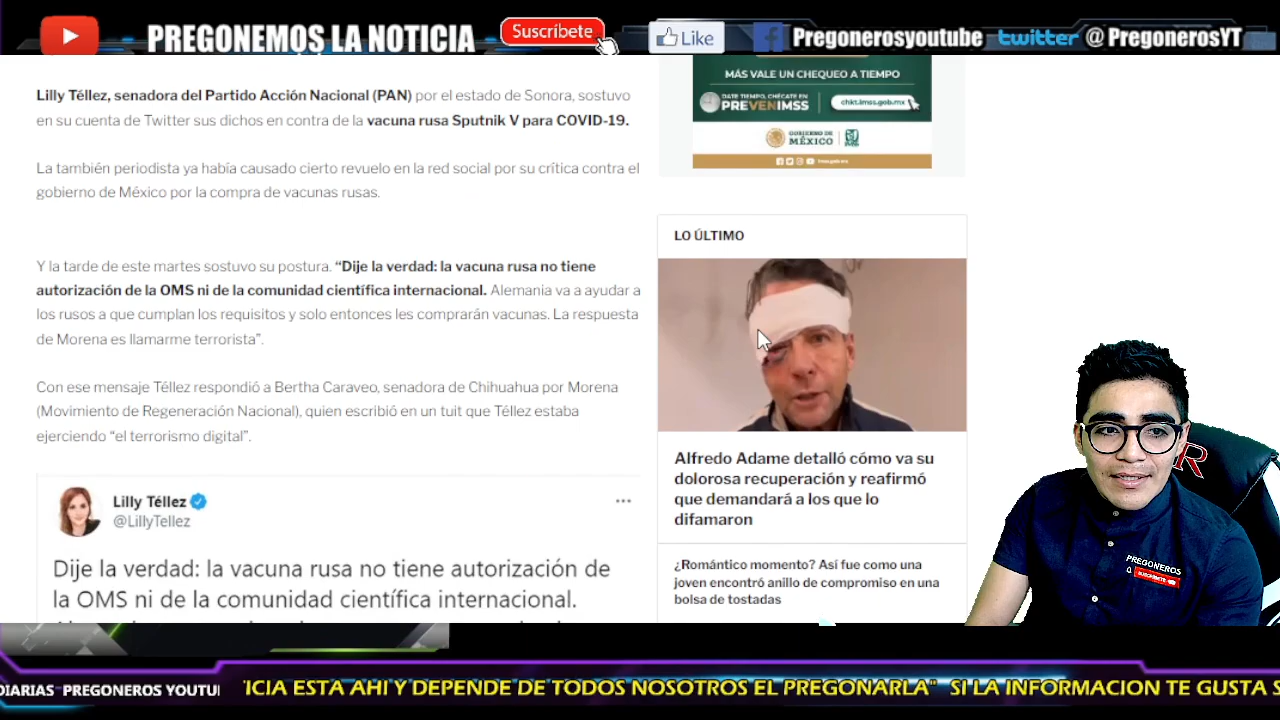 PREGONEMOS LA NOTICIA
Suscríbete
Like
Pregonerosyoutube
twitter @PregonerosYT
Lilly Téllez, senadora del Partido Acción Nacional (PAN) por el estado de Sonora, sostuvo
en su cuenta de Twitter sus dichos en contra de la vacuna rusa Sputnik V para COVID-19.
La también periodista ya había causado cierto revuelo en la red social por su crítica contra el
gobierno de México por la compra de vacunas rusas.
Y la tarde de este martes sostuvo su postura. “Dije la verdad: la vacuna rusa no tiene
autorización de la OMS ni de la comunidad científica internacional. Alemania va a ayudar a
los rusos a que cumplan los requisitos y solo entonces les comprarán vacunas. La respuesta
de Morena es llamarme terrorista”.
Con ese mensaje Téllez respondió a Bertha Caraveo, senadora de Chihuahua por Morena
(Movimiento de Regeneración Nacional), quien escribió en un tuit que Téllez estaba
ejerciendo “el terrorismo digital”.
Lilly Téllez
@LillyTellez
Dije la verdad: la vacuna rusa no tiene autorización de
la OMS ni de la comunidad científica internacional.
MÁS VALE UN CHEQUEO A TIEMPO
DATE TIEMPO, CHÉCATE EN
PREVENIMSS
chkt.imss.gob.mx
GOBIERNO DE
MÉXICO
LO ÚLTIMO
Alfredo Adame detalló cómo va su
dolorosa recuperación y reafirmó
que demandará a los que lo
difamaron
¿Romántico momento? Así fue como una
joven encontró anillo de compromiso en una
bolsa de tostadas
PREGONEROS
SUSCRIBETE
DIARIAS PREGONEROS YOUTU
ICIA ESTA AHI Y DEPENDE DE TODOS NOSOTROS EL PREGONARLA" SI LA INFORMACION TE GUSTA S